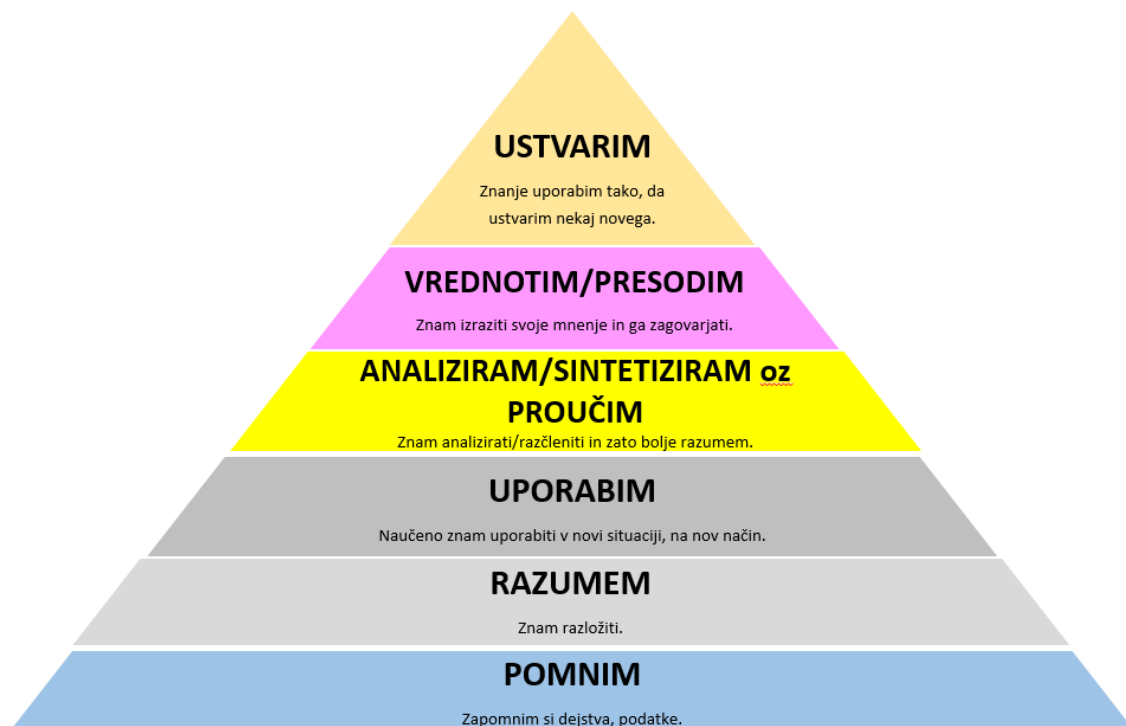 USTVARIM
Znanje uporabim tako, da
ustvarim nekaj novega.
VREDNOTIM/PRESODIM
Znam izraziti svoje mnenje in ga zagovarjati.
ANALIZIRAM/SINTETIZIRAM oz
PROUČIM
Znam analizirati/razčleniti in zato bolje razumem.
UPORABIM
Naučeno znam uporabiti v novi situaciji, na nov način.
RAZUMEM
Znam razložiti.
POMNIM
Zapomnim si dejstva, podatke.